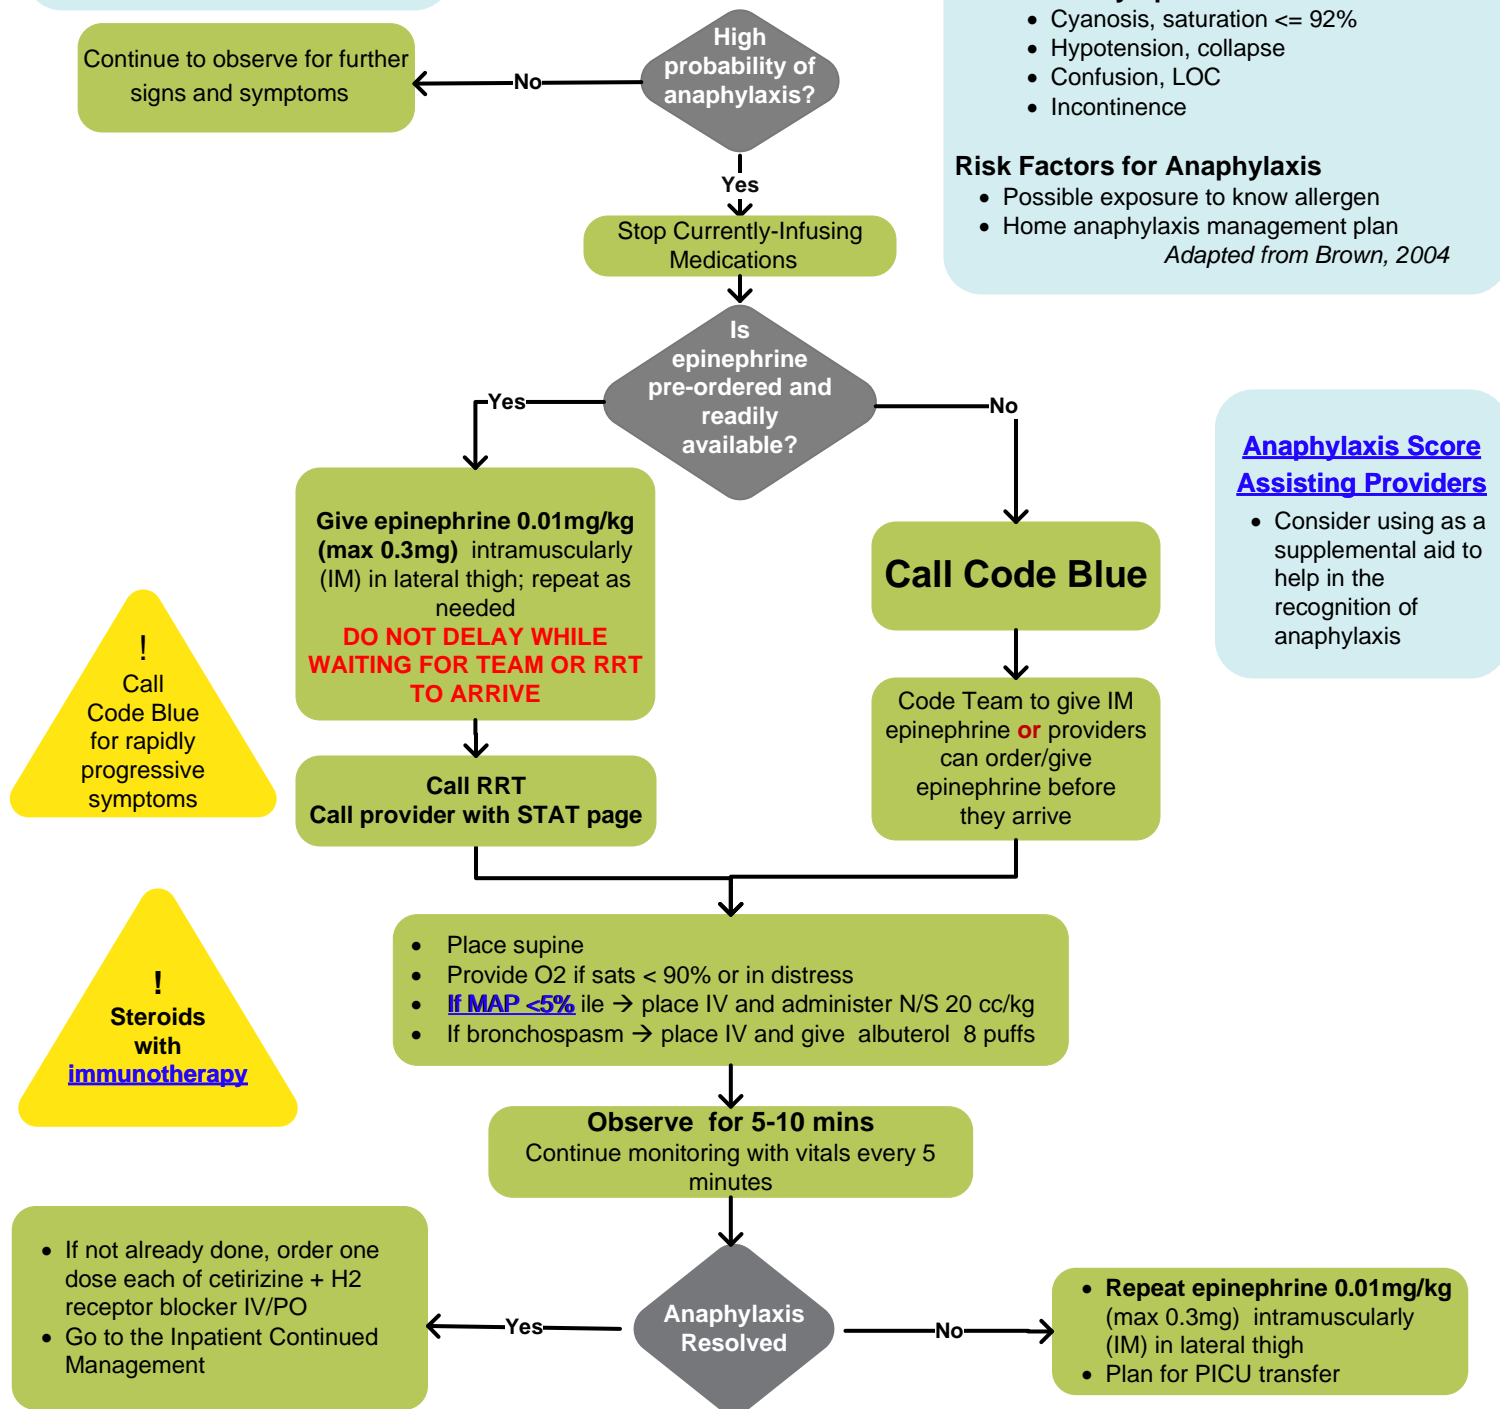 • Cyanosis, saturation <= 92%
• Hypotension, collapse
• Confusion, LOC
• Incontinence
Risk Factors for Anaphylaxis
• Possible exposure to know allergen
• Home anaphylaxis management plan
Adapted from Brown, 2004
High
probability of
anaphylaxis?
No
Continue to observe for further
signs and symptoms
Yes
Stop Currently-Infusing
Medications
Is
epinephrine
pre-ordered and
readily
available?
Yes
No
Give epinephrine 0.01mg/kg
(max 0.3mg) intramuscularly
(IM) in lateral thigh; repeat as
needed
DO NOT DELAY WHILE
WAITING FOR TEAM OR RRT
TO ARRIVE
Call RRT
Call provider with STAT page
Call Code Blue
Code Team to give IM
epinephrine or providers
can order/give
epinephrine before
they arrive
Anaphylaxis Score
Assisting Providers
• Consider using as a
supplemental aid to
help in the
recognition of
anaphylaxis
!
Call
Code Blue
for rapidly
progressive
symptoms
!
Steroids
with
immunotherapy
• Place supine
• Provide O2 if sats < 90% or in distress
• If MAP <5% ile → place IV and administer N/S 20 cc/kg
• If bronchospasm → place IV and give albuterol 8 puffs
Observe for 5-10 mins
Continue monitoring with vitals every 5
minutes
Anaphylaxis
Resolved
Yes
• If not already done, order one
dose each of cetirizine + H2
receptor blocker IV/PO
• Go to the Inpatient Continued
Management
No
• Repeat epinephrine 0.01mg/kg
(max 0.3mg) intramuscularly
(IM) in lateral thigh
• Plan for PICU transfer